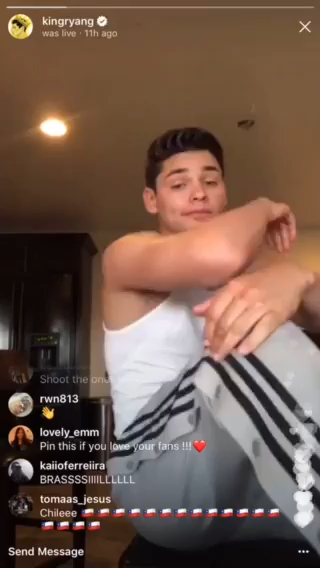 kingryang
was live · 11h ago
Shoot the one
rwn813
👋
lovely_emm
Pin this if you love your fans !!!❤️
kaiioferreiira
BRASSSSIIIILLLLLL
tomaas_jesus
Chileee 🇨🇱🇨🇱🇨🇱🇨🇱🇨🇱🇨🇱🇨🇱🇨🇱🇨🇱🇨🇱🇨🇱🇨🇱🇨🇱
🇨🇱🇨🇱🇨🇱🇨🇱
Send Message